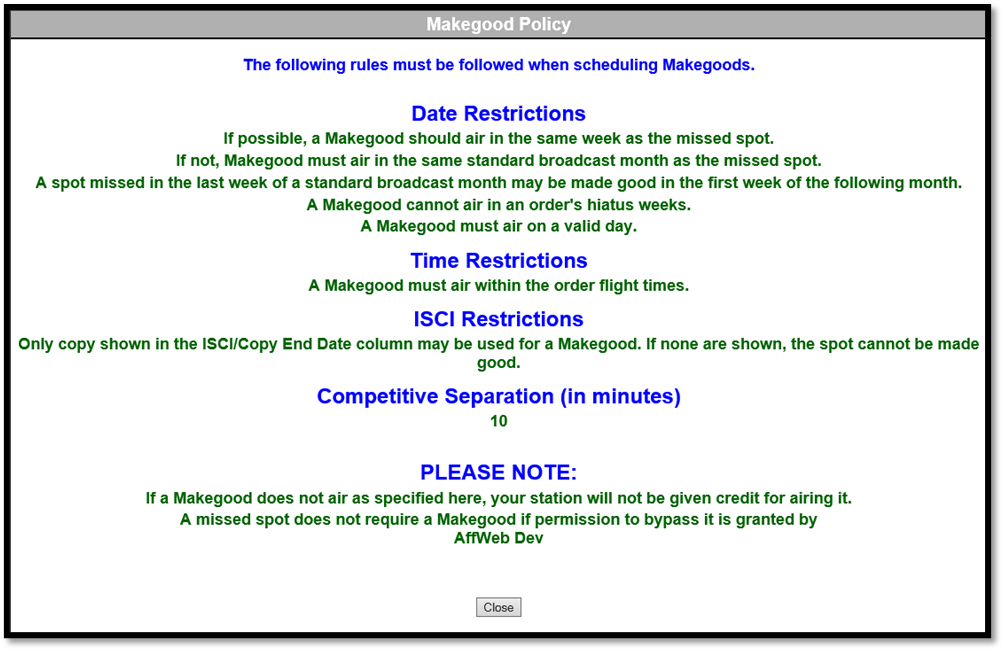 Makegood Policy
The following rules must be followed when scheduling Makegoods.
Date Restrictions
If possible, a Makegood should air in the same week as the missed spot.
If not, Makegood must air in the same standard broadcast month as the missed spot.
A spot missed in the last week of a standard broadcast month may be made good in the first week of the following month.
A Makegood cannot air in an order's hiatus weeks.
A Makegood must air on a valid day.
Time Restrictions
A Makegood must air within the order flight times.
ISCI Restrictions
Only copy shown in the ISCI/Copy End Date column may be used for a Makegood. If none are shown, the spot cannot be made
good.
Competitive Separation (in minutes)
10
PLEASE NOTE:
If a Makegood does not air as specified here, your station will not be given credit for airing it.
A missed spot does not require a Makegood if permission to bypass it is granted by
AffWeb Dev
Close